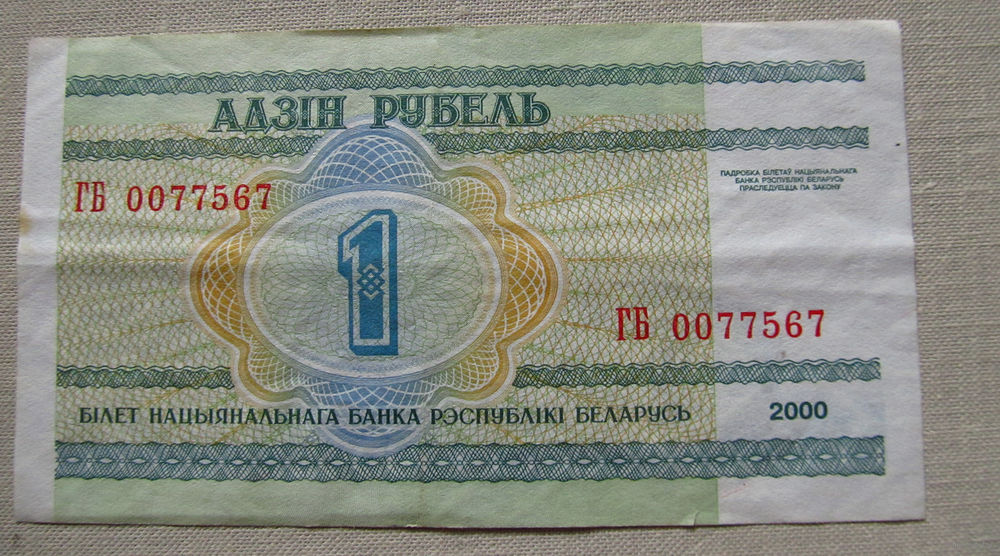 АДЗІН РУБЕЛЬ
ПАДРОБКА БІЛЕТАЎ НАЦЫЯНАЛЬНАГА
БАНКА РЭСПУБЛІКІ БЕЛАРУСЬ
ПРАСЛЕДУЕЦЦА ПА ЗАКОНУ
ГБ 0077567
1
ГБ 0077567
БІЛЕТ НАЦЫЯНАЛЬНАГА БАНКА РЭСПУБЛІКІ БЕЛАРУСЬ
2000